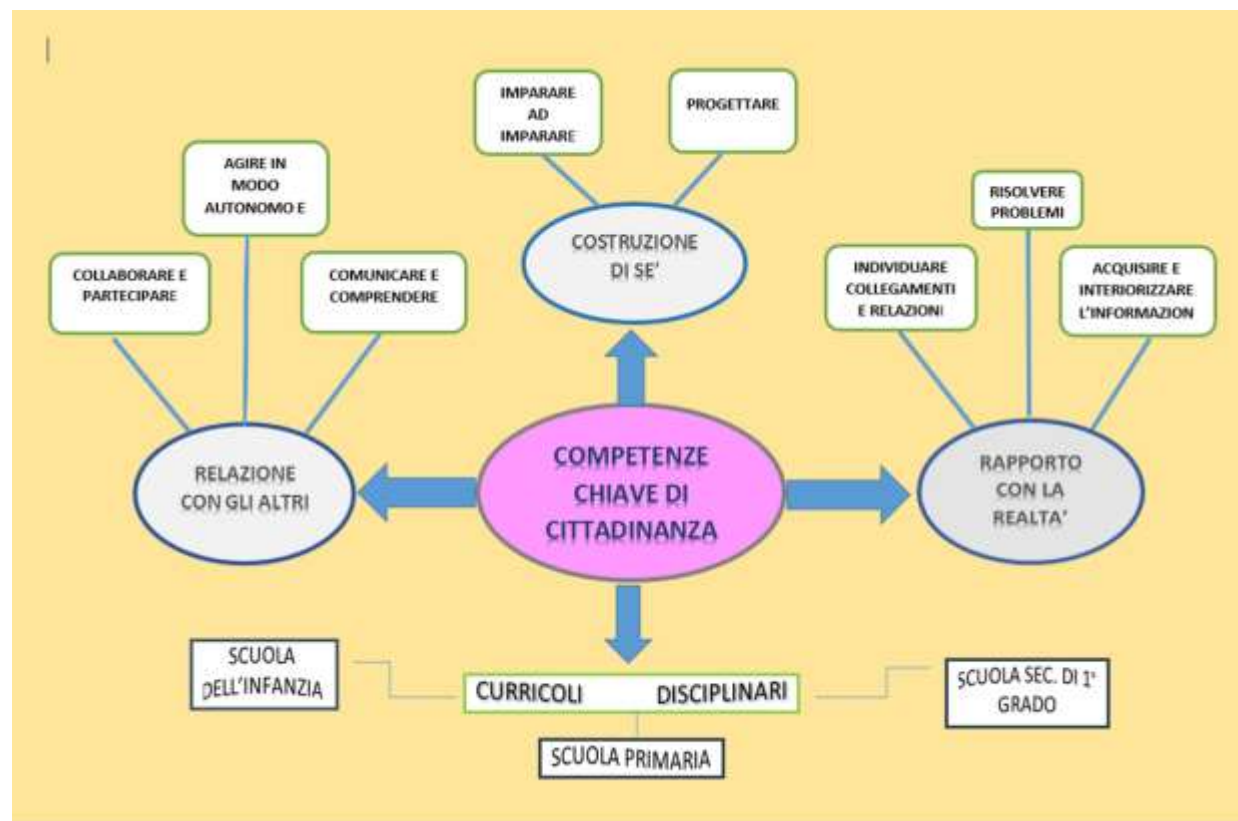 IMPARARE
AD
IMPARARE
PROGETTARE
AGIRE IN
MODO
AUTONOMO E
COLLABORARE E
PARTECIPARE
COMUNICARE E
COMPRENDERE
COSTRUZIONE
DI SE’
RISOLVERE
PROBLEMI
INDIVIDUARE
COLLEGAMENTI
E RELAZIONI
ACQUISIRE E
INTERIORIZZARE
L’INFORMAZION
RELAZIONE
CON GLI ALTRI
COMPETENZE
CHIAVE DI
CITTADINANZA
RAPPORTO
CON LA
REALTA’
SCUOLA
DELL’INFANZIA
CURRICOLI DISCIPLINARI
SCUOLA SEC. DI 1°
GRADO
SCUOLA PRIMARIA